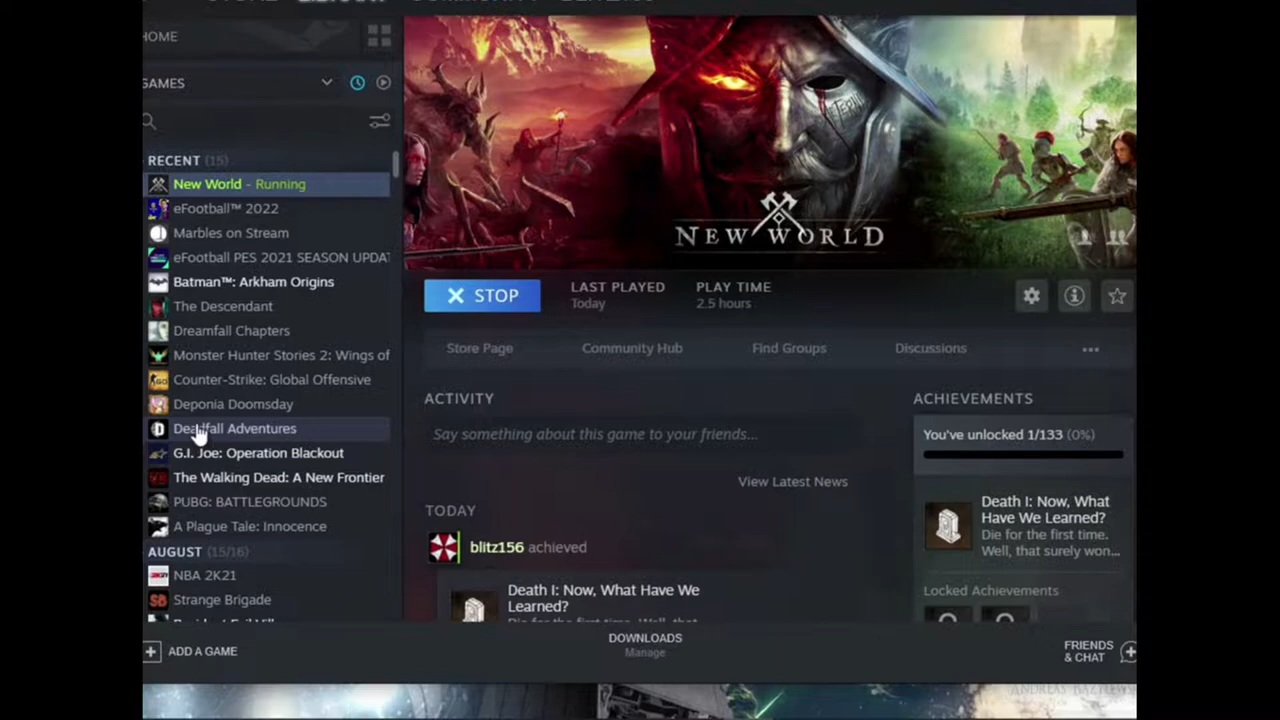 HOME
GAMES
RECENT (15)
New World - Running
eFootball™ 2022
Marbles on Stream
eFootball PES 2021 SEASON UPDAT
Batman™: Arkham Origins
The Descendant
Dreamfall Chapters
Monster Hunter Stories 2: Wings of
Counter-Strike: Global Offensive
Deponia Doomsday
Deadfall Adventures
G.I. Joe: Operation Blackout
The Walking Dead: A New Frontier
PUBG: BATTLEGROUNDS
A Plague Tale: Innocence
AUGUST (15/16)
NBA 2K21
Strange Brigade
ADD A GAME
NEW WORLD
STOP
LAST PLAYED
Today
PLAY TIME
2.5 hours
Store Page
Community Hub
Find Groups
Discussions
ACTIVITY
Say something about this game to your friends...
View Latest News
TODAY
blitz156 achieved
Death I: Now, What Have We
Learned?
ACHIEVEMENTS
You've unlocked 1/133 (0%)
Death I: Now, What
Have We Learned?
Die for the first time.
Well, that surely won...
Locked Achievements
DOWNLOADS
Manage
FRIENDS
& CHAT